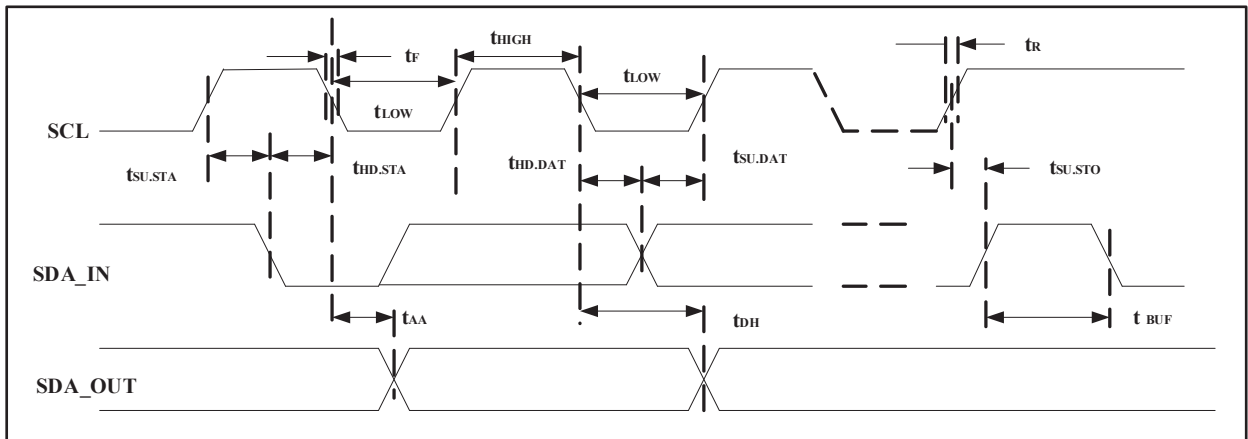 tF
tHIGH
tLOW
tR
tLOW
SCL
tSU.STA
tHD.STA
tHD.DAT
tSU.DAT
tSU.STO
SDA_IN
tAA
tDH
t BUF
SDA_OUT